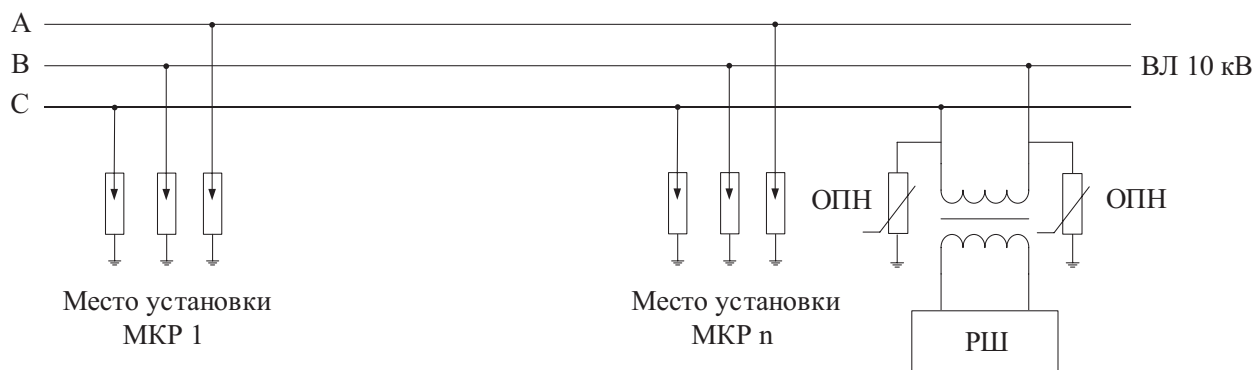 А
В
ВЛ 10 кВ
С
ОПН
ОПН
Место установки
МКР 1
Место установки
МКР n
РШ